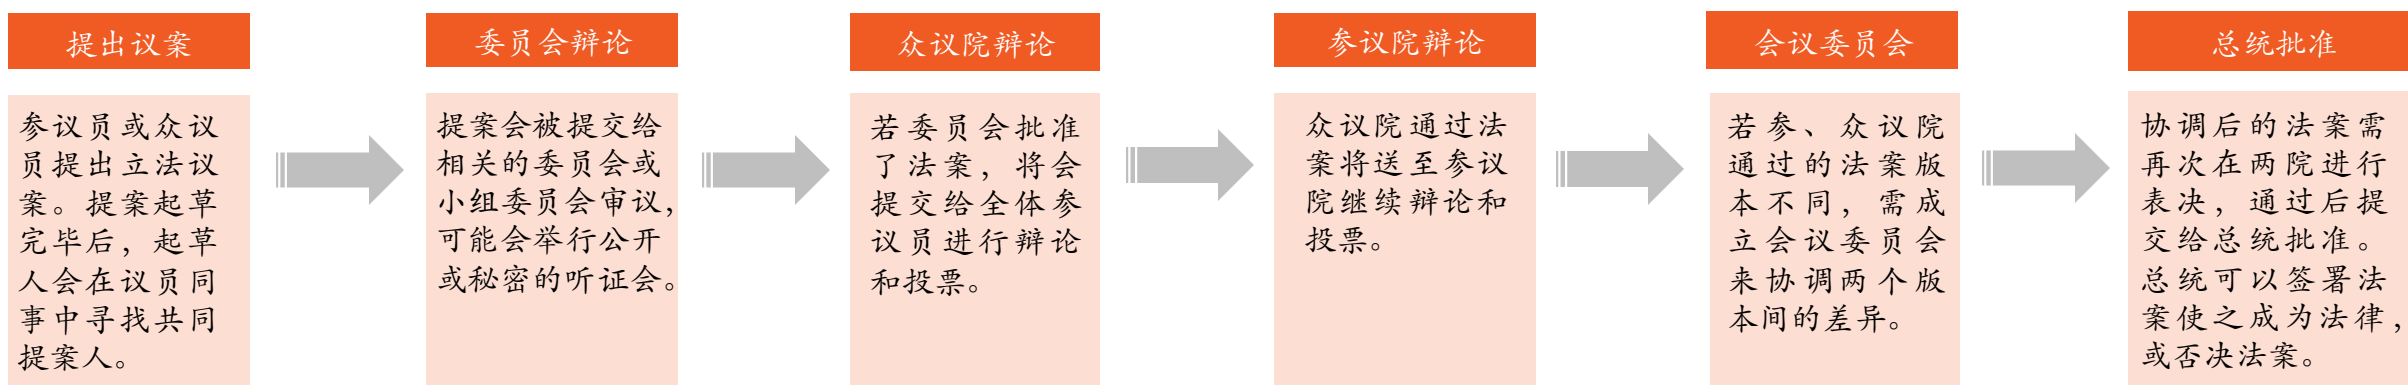 提出议案
参议员或众议
员提出立法议
案。提案起草
完毕后，起草
人会在议员同
事中寻找共同
提案人。
委员会辩论
提案会被提交给
相关的委员会或
小组委员会审议，
可能会举行公开
或秘密的听证会。
众议院辩论
若委员会批准
了法案，将会
提交给全体参
议员进行辩论
和投票。
参议院辩论
众议院通过法
案将送至参议
院继续辩论和
投票。
会议委员会
若参、众议院
通过的法案版
本不同，需成
立会议委员会
来协调两个版
本间的差异。
总统批准
协调后的法案需
再次在两院进行
表决，通过后提
交给总统批准。
总统可以签署法
案使之成为法律，
或否决法案。